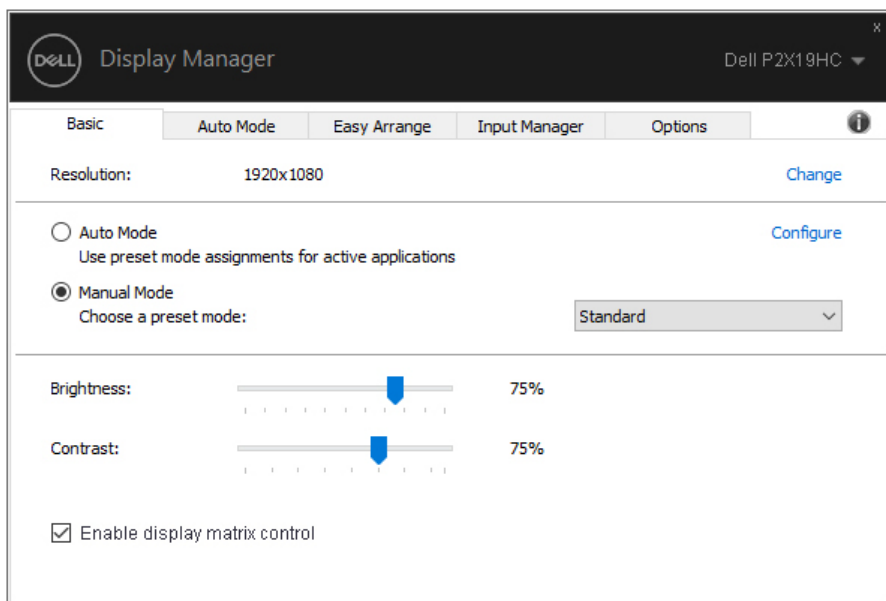 DELL Display Manager x
Dell P2X19HC
Basic Auto Mode Easy Arrange Input Manager Options i
Resolution: 1920x1080 Change
Auto Mode Configure
Use preset mode assignments for active applications
Manual Mode
Choose a preset mode: Standard
Brightness: 75%
Contrast: 75%
Enable display matrix control